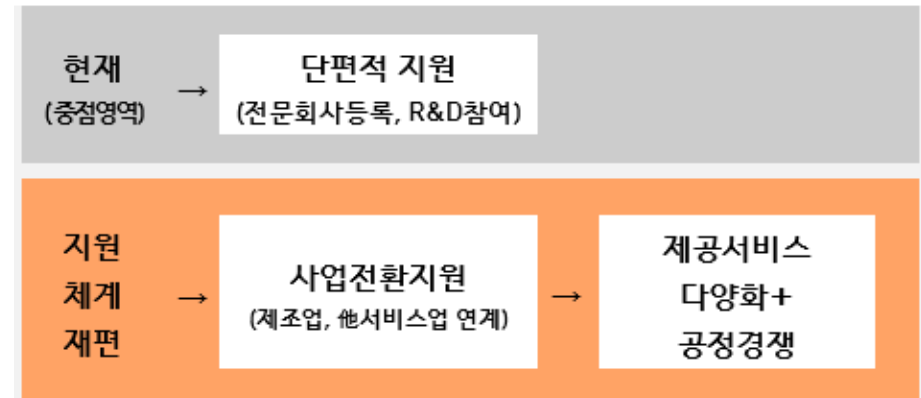 현재
(중점영역)
→
단편적 지원
(전문회사등록, R&D참여)
지원
체계
재편
→
사업전환지원
(제조업, 他서비스업 연계)
→
제공서비스
다양화+
공정경쟁